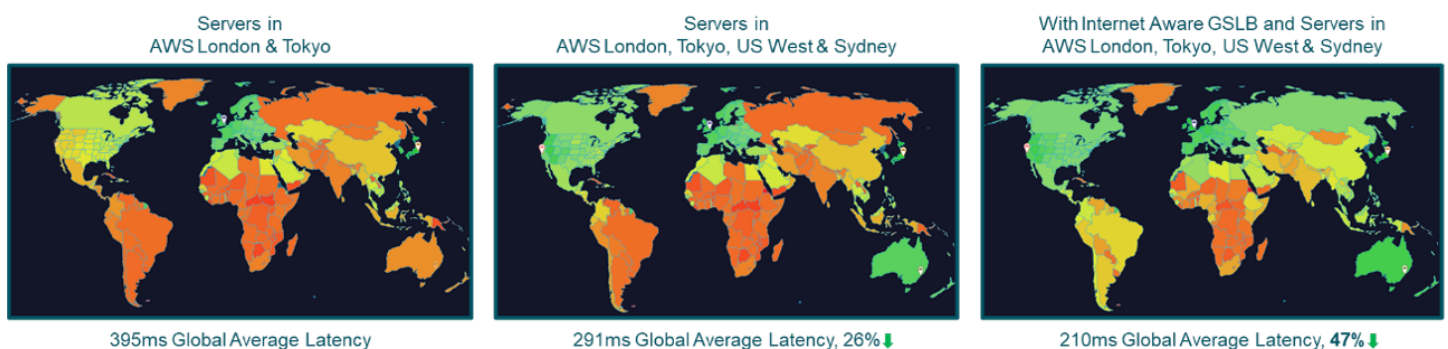 Servers in
AWS London & Tokyo
395ms Global Average Latency
Servers in
AWS London, Tokyo, US West & Sydney
291ms Global Average Latency, 26%
With Internet Aware GSLB and Servers in
AWS London, Tokyo, US West & Sydney
210ms Global Average Latency, 47%